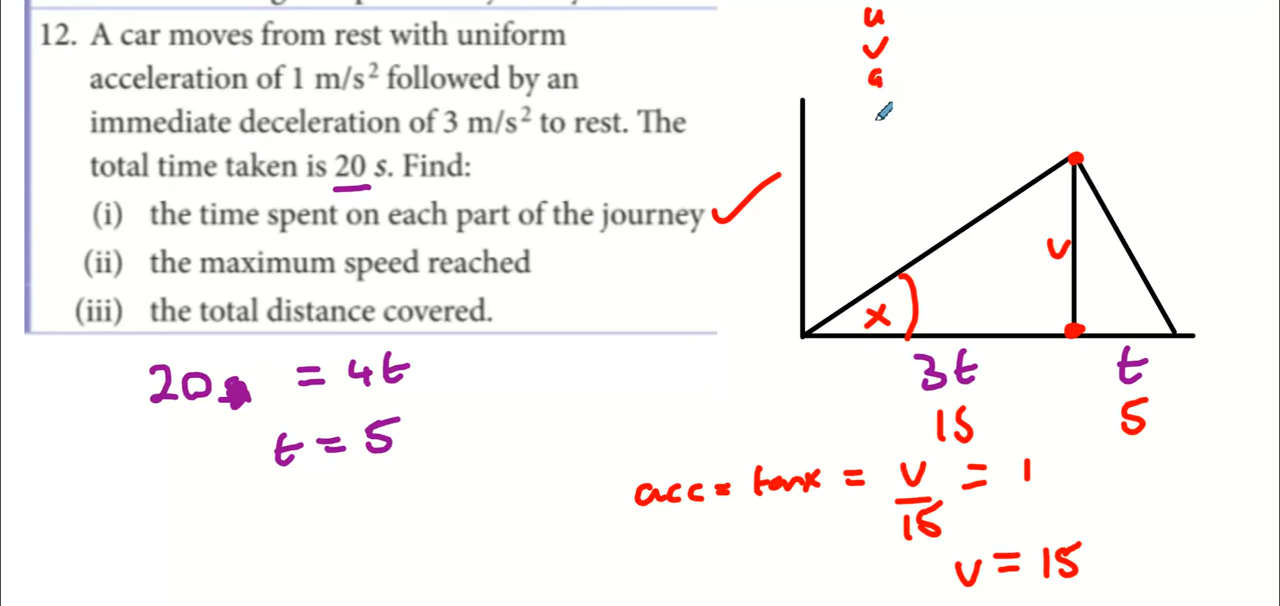 12. A car moves from rest with uniform
acceleration of 1 m/s² followed by an
immediate deceleration of 3 m/s² to rest. The
total time taken is 20 s. Find:
(i) the time spent on each part of the journey
(ii) the maximum speed reached
(iii) the total distance covered.
20 = 4t
t = 5
u
v
a
v
x
3t t
15 5
acc = tanx = v/15 = 1
v = 15